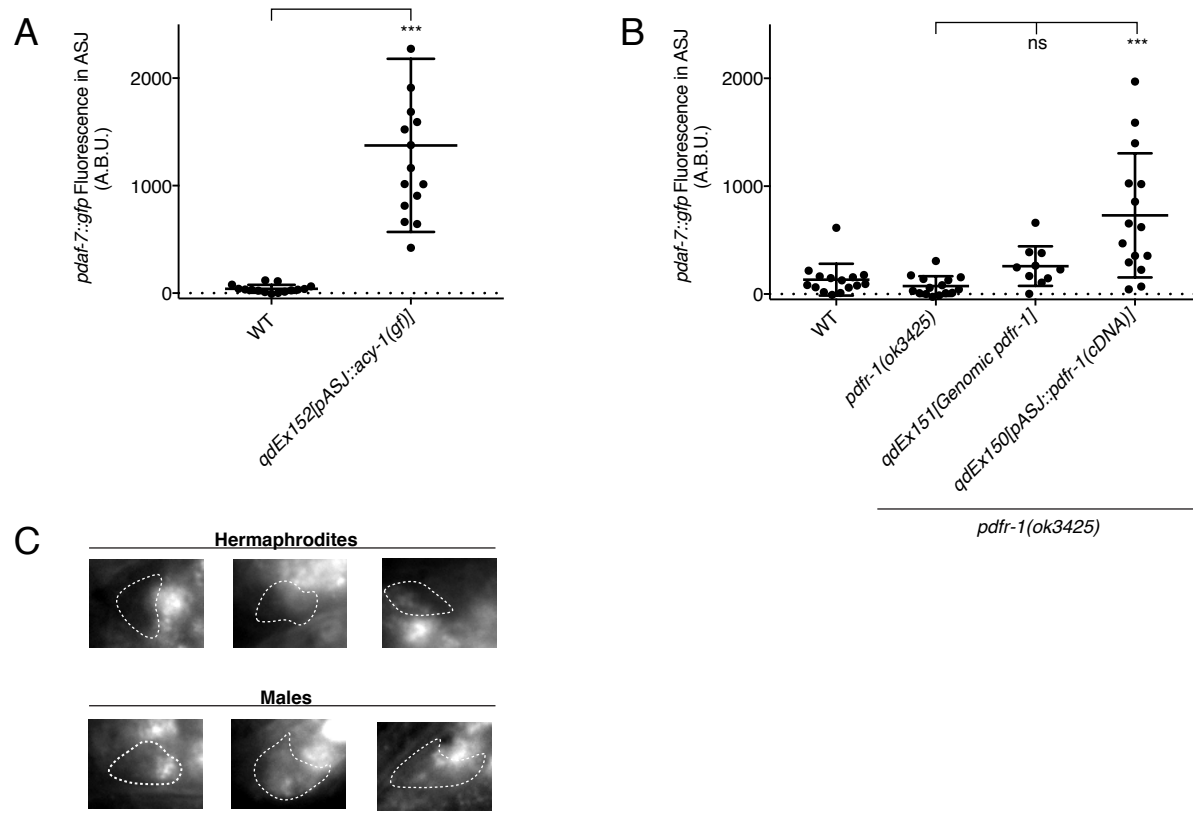 A
pdaf-7::gfp Fluorescence in ASJ
(A.B.U.)
***
2000
1000
0
WT
qdEx152[pASJ::acy-1(gf)]
B
pdaf-7::gfp Fluorescence in ASJ
(A.B.U.)
ns
***
2000
1000
0
WT
pdfr-1(ok3425)
qdEx151[Genomic pdfr-1]
qdEx150[pASJ::pdfr-1(cDNA)]
pdfr-1(ok3425)
C
Hermaphrodites
Males